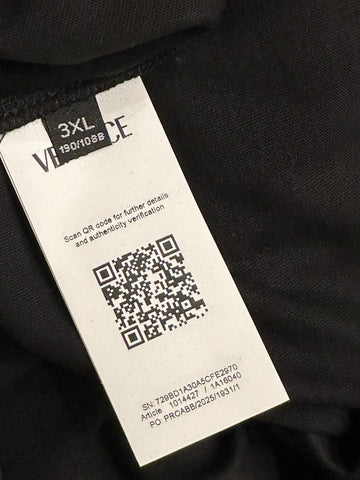 3XL
190/108B
Scan QR code for further details
and authenticity verification
SN: 729BD1A30A5CFE2970
Article 1014427 / 1A16040
PO: PROABB/2025/1931/1